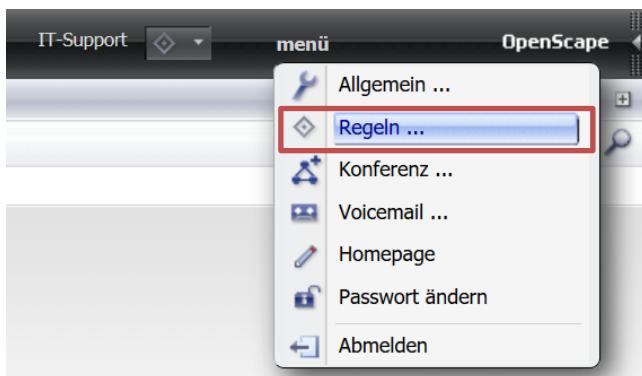 IT-Support menü OpenScape
Allgemein ...
Regeln ...
Konferenz ...
Voicemail ...
Homepage
Passwort ändern
Abmelden